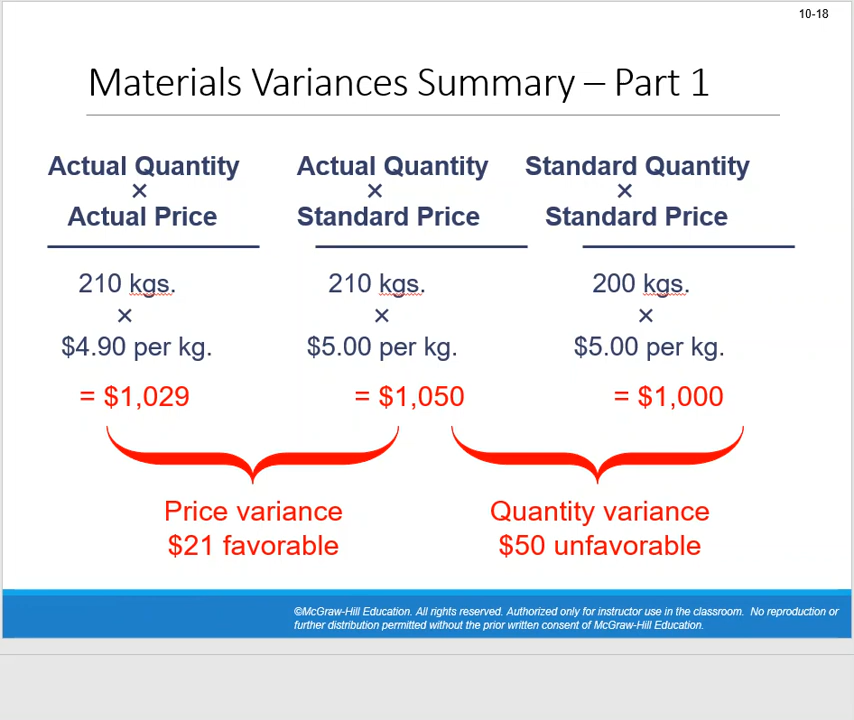 10-18
Materials Variances Summary – Part 1
Actual Quantity
×
Actual Price
Actual Quantity
×
Standard Price
Standard Quantity
×
Standard Price
210 kgs.
×
$4.90 per kg.
= $1,029
210 kgs.
×
$5.00 per kg.
= $1,050
200 kgs.
×
$5.00 per kg.
= $1,000
Price variance
$21 favorable
Quantity variance
$50 unfavorable
©McGraw-Hill Education. All rights reserved. Authorized only for instructor use in the classroom. No reproduction or
further distribution permitted without the prior written consent of McGraw-Hill Education.